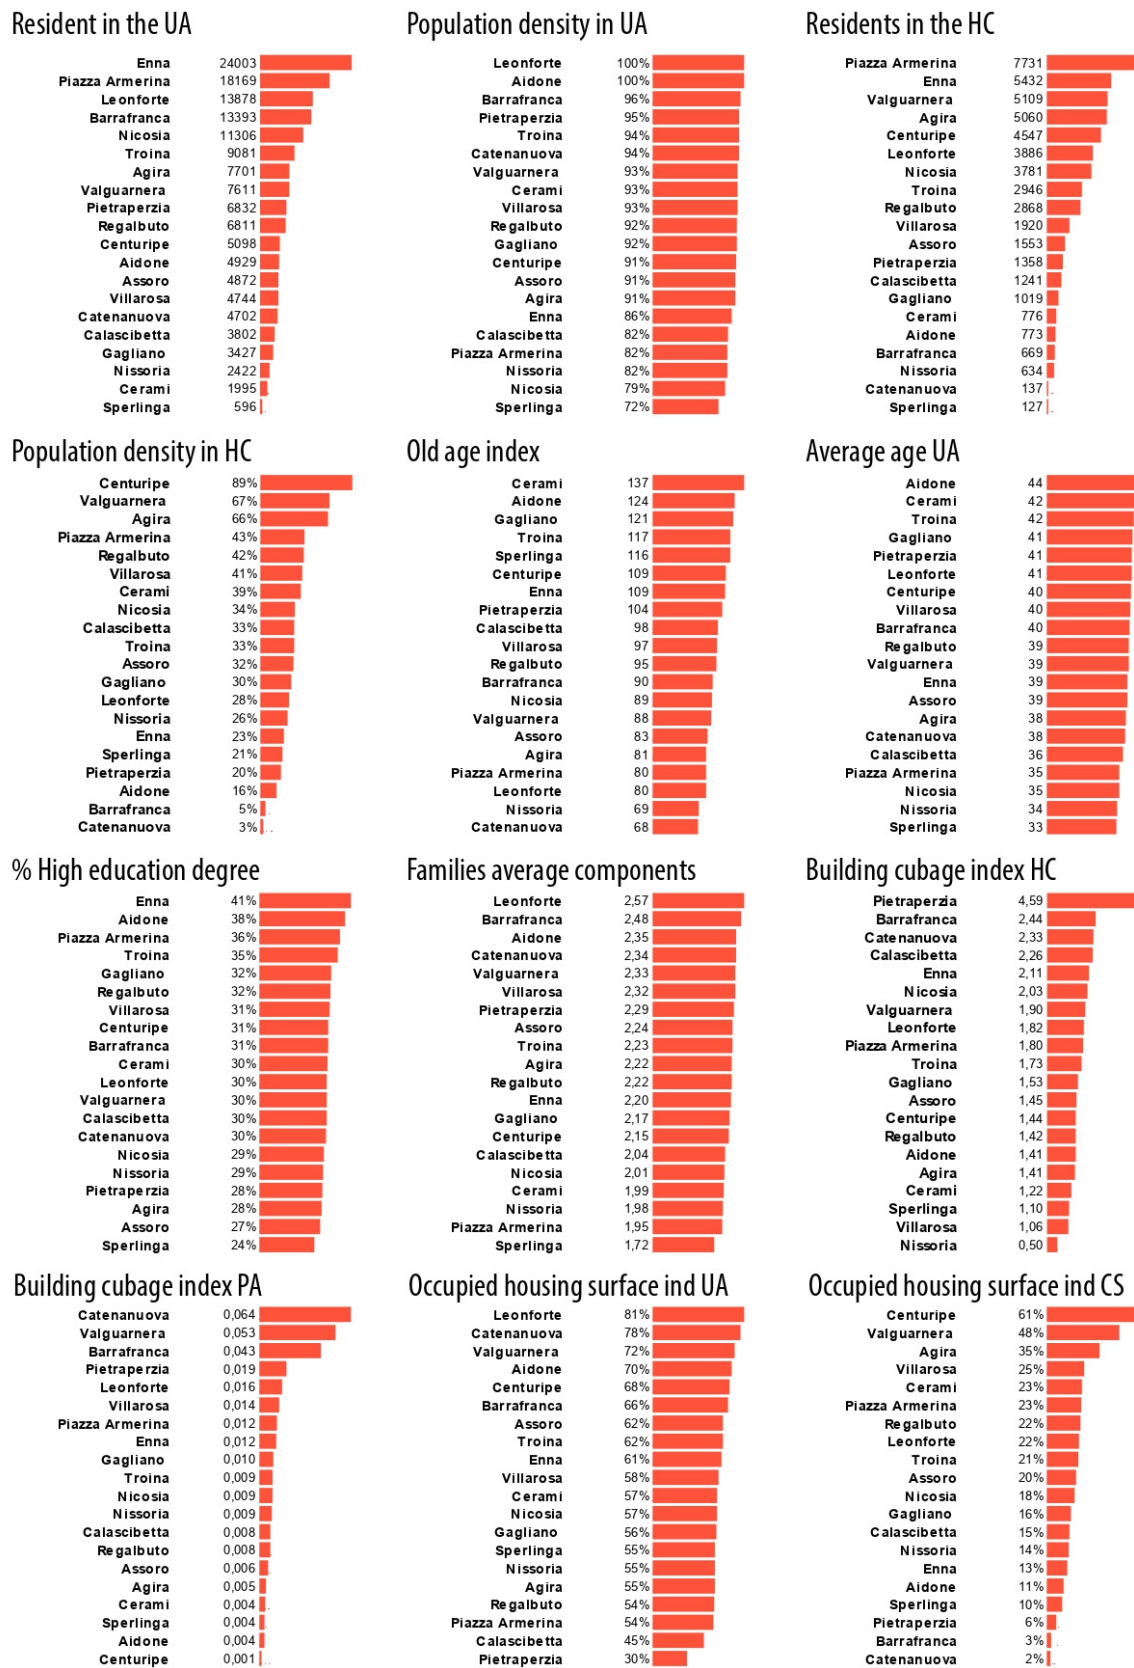 Resident in the UA
Enna 24003
Piazza Armerina 18169
Leonforte 13878
Barrafranca 13393
Nicosia 11306
Troina 9081
Agira 7701
Valguarnera 7611
Pietraperzia 6832
Regalbuto 6811
Centuripe 5098
Aidone 4929
Assoro 4872
Villarosa 4744
Catenanuova 4702
Calascibetta 3802
Gagliano 3427
Nissoria 2422
Cerami 1995
Sperlinga 596
Population density in UA
Leonforte 100%
Aidone 100%
Barrafranca 96%
Pietraperzia 95%
Troina 94%
Catenanuova 94%
Valguarnera 93%
Cerami 93%
Villarosa 93%
Regalbuto 92%
Gagliano 92%
Centuripe 91%
Assoro 91%
Agira 91%
Enna 86%
Calascibetta 82%
Piazza Armerina 82%
Nissoria 82%
Nicosia 79%
Sperlinga 72%
Residents in the HC
Piazza Armerina 7731
Enna 5432
Valguarnera 5109
Agira 5060
Centuripe 4547
Leonforte 3886
Nicosia 3781
Troina 2946
Regalbuto 2868
Villarosa 1920
Assoro 1553
Pietraperzia 1358
Calascibetta 1241
Gagliano 1019
Cerami 776
Aidone 773
Barrafranca 669
Nissoria 634
Catenanuova 137
Sperlinga 127
Population density in HC
Centuripe 89%
Valguarnera 67%
Agira 66%
Piazza Armerina 43%
Regalbuto 42%
Villarosa 41%
Cerami 39%
Nicosia 34%
Calascibetta 33%
Troina 33%
Assoro 32%
Gagliano 30%
Leonforte 28%
Nissoria 26%
Enna 23%
Sperlinga 21%
Pietraperzia 20%
Aidone 16%
Barrafranca 5%
Catenanuova 3%
Old age index
Cerami 137
Aidone 124
Gagliano 121
Troina 117
Sperlinga 116
Centuripe 109
Enna 109
Pietraperzia 104
Calascibetta 98
Villarosa 97
Regalbuto 95
Barrafranca 90
Nicosia 89
Valguarnera 88
Assoro 83
Agira 81
Piazza Armerina 80
Leonforte 80
Nissoria 69
Catenanuova 68
Average age UA
Aidone 44
Cerami 42
Troina 42
Gagliano 41
Pietraperzia 41
Leonforte 41
Centuripe 40
Villarosa 40
Barrafranca 40
Regalbuto 39
Valguarnera 39
Enna 39
Assoro 39
Agira 38
Catenanuova 38
Calascibetta 36
Piazza Armerina 35
Nicosia 35
Nissoria 34
Sperlinga 33
% High education degree
Enna 41%
Aidone 38%
Piazza Armerina 36%
Troina 35%
Gagliano 32%
Regalbuto 32%
Villarosa 31%
Centuripe 31%
Barrafranca 31%
Cerami 30%
Leonforte 30%
Valguarnera 30%
Calascibetta 30%
Catenanuova 30%
Nicosia 29%
Nissoria 29%
Pietraperzia 28%
Agira 28%
Assoro 27%
Sperlinga 24%
Families average components
Leonforte 2,57
Barrafranca 2,48
Aidone 2,35
Catenanuova 2,34
Valguarnera 2,33
Villarosa 2,32
Pietraperzia 2,29
Assoro 2,24
Troina 2,23
Agira 2,22
Regalbuto 2,22
Enna 2,20
Gagliano 2,17
Centuripe 2,15
Calascibetta 2,04
Nicosia 2,01
Cerami 1,99
Nissoria 1,98
Piazza Armerina 1,95
Sperlinga 1,72
Building cubage index HC
Pietraperzia 4,59
Barrafranca 2,44
Catenanuova 2,33
Calascibetta 2,26
Enna 2,11
Nicosia 2,03
Valguarnera 1,90
Leonforte 1,82
Piazza Armerina 1,80
Troina 1,73
Gagliano 1,53
Assoro 1,45
Centuripe 1,44
Regalbuto 1,42
Aidone 1,41
Agira 1,41
Cerami 1,22
Sperlinga 1,10
Villarosa 1,06
Nissoria 0,50
Building cubage index PA
Catenanuova 0,064
Valguarnera 0,053
Barrafranca 0,043
Pietraperzia 0,019
Leonforte 0,016
Villarosa 0,014
Piazza Armerina 0,012
Enna 0,012
Gagliano 0,010
Troina 0,009
Nicosia 0,009
Nissoria 0,009
Calascibetta 0,008
Regalbuto 0,008
Assoro 0,006
Agira 0,005
Cerami 0,004
Sperlinga 0,004
Aidone 0,004
Centuripe 0,001
Occupied housing surface ind UA
Leonforte 81%
Catenanuova 78%
Valguarnera 72%
Aidone 70%
Centuripe 68%
Barrafranca 66%
Assoro 62%
Troina 62%
Enna 61%
Villarosa 58%
Cerami 57%
Nicosia 57%
Gagliano 56%
Sperlinga 55%
Nissoria 55%
Agira 55%
Regalbuto 54%
Piazza Armerina 54%
Calascibetta 45%
Pietraperzia 30%
Occupied housing surface ind CS
Centuripe 61%
Valguarnera 48%
Agira 35%
Villarosa 25%
Cerami 23%
Piazza Armerina 23%
Regalbuto 22%
Leonforte 22%
Troina 21%
Assoro 20%
Nicosia 18%
Gagliano 16%
Calascibetta 15%
Nissoria 14%
Enna 13%
Aidone 11%
Sperlinga 10%
Pietraperzia 6%
Barrafranca 3%
Catenanuova 2%